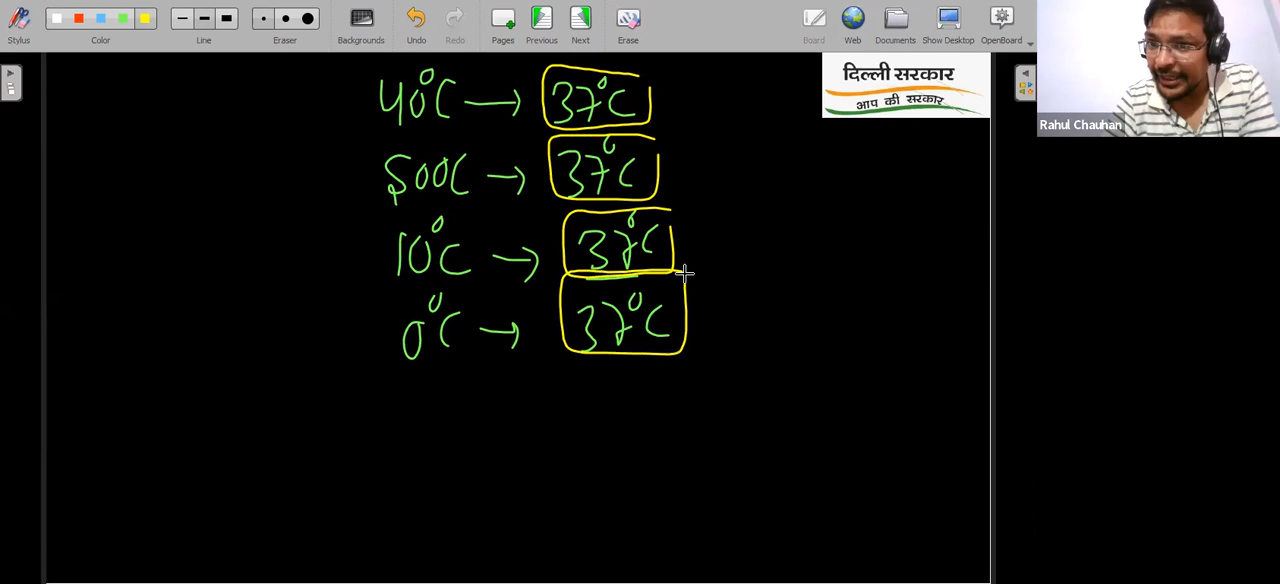 Stylus
Color
Line
Eraser
Backgrounds
Undo
Redo
Pages
Previous
Next
Erase
Board
Web
Documents
Show Desktop
OpenBoard
दिल्ली सरकार
आप की सरकार
Rahul Chauhan
40°C → 37°C
500C → 37°C
10°C → 37°C
0°C → 37°C